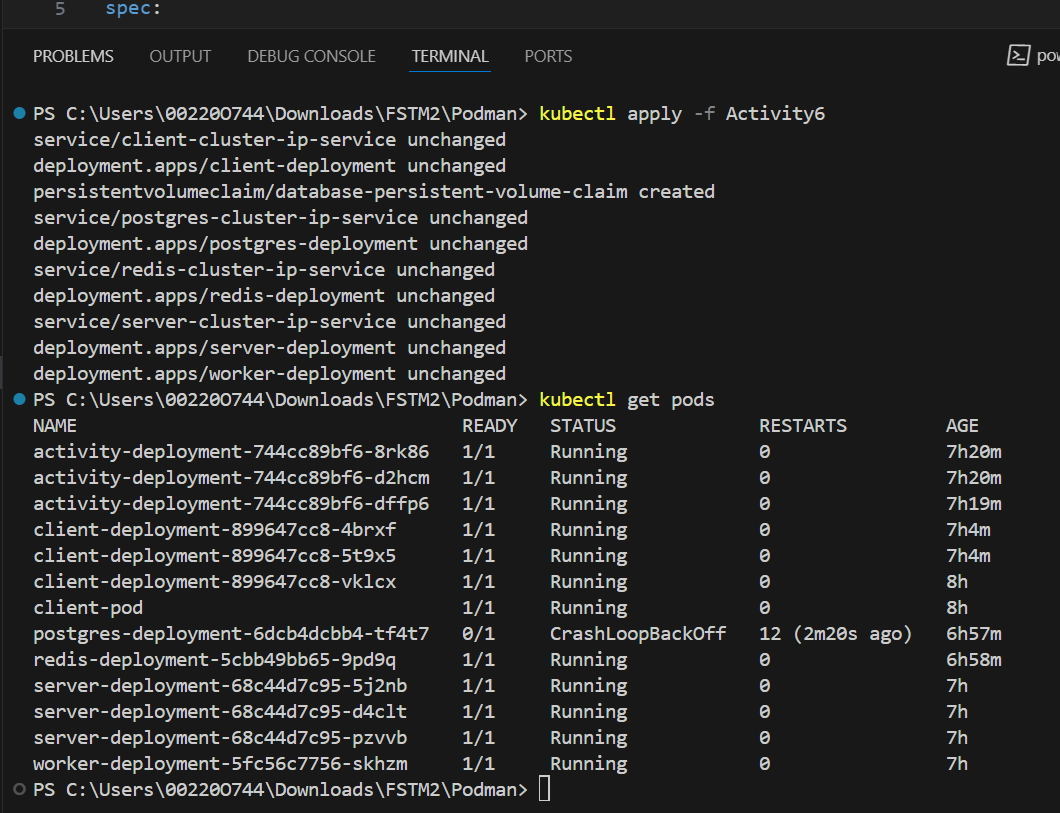 5 spec:
PROBLEMS OUTPUT DEBUG CONSOLE TERMINAL PORTS
PS C:\Users\00220O744\Downloads\FSTM2\Podman> kubectl apply -f Activity6
service/client-cluster-ip-service unchanged
deployment.apps/client-deployment unchanged
persistentvolumeclaim/database-persistent-volume-claim created
service/postgres-cluster-ip-service unchanged
deployment.apps/postgres-deployment unchanged
service/redis-cluster-ip-service unchanged
deployment.apps/redis-deployment unchanged
service/server-cluster-ip-service unchanged
deployment.apps/server-deployment unchanged
deployment.apps/worker-deployment unchanged
PS C:\Users\00220O744\Downloads\FSTM2\Podman> kubectl get pods
NAME READY STATUS RESTARTS AGE
activity-deployment-744cc89bf6-8rk86 1/1 Running 0 7h20m
activity-deployment-744cc89bf6-d2hcm 1/1 Running 0 7h20m
activity-deployment-744cc89bf6-dffp6 1/1 Running 0 7h19m
client-deployment-899647cc8-4brxf 1/1 Running 0 7h4m
client-deployment-899647cc8-5t9x5 1/1 Running 0 7h4m
client-deployment-899647cc8-vklcx 1/1 Running 0 8h
client-pod 1/1 Running 0 8h
postgres-deployment-6dcb4dcbb4-tf4t7 0/1 CrashLoopBackOff 12 (2m20s ago) 6h57m
redis-deployment-5cbb49bb65-9pd9q 1/1 Running 0 6h58m
server-deployment-68c44d7c95-5j2nb 1/1 Running 0 7h
server-deployment-68c44d7c95-d4clt 1/1 Running 0 7h
server-deployment-68c44d7c95-pzvvb 1/1 Running 0 7h
worker-deployment-5fc56c7756-skhzm 1/1 Running 0 7h
PS C:\Users\00220O744\Downloads\FSTM2\Podman>